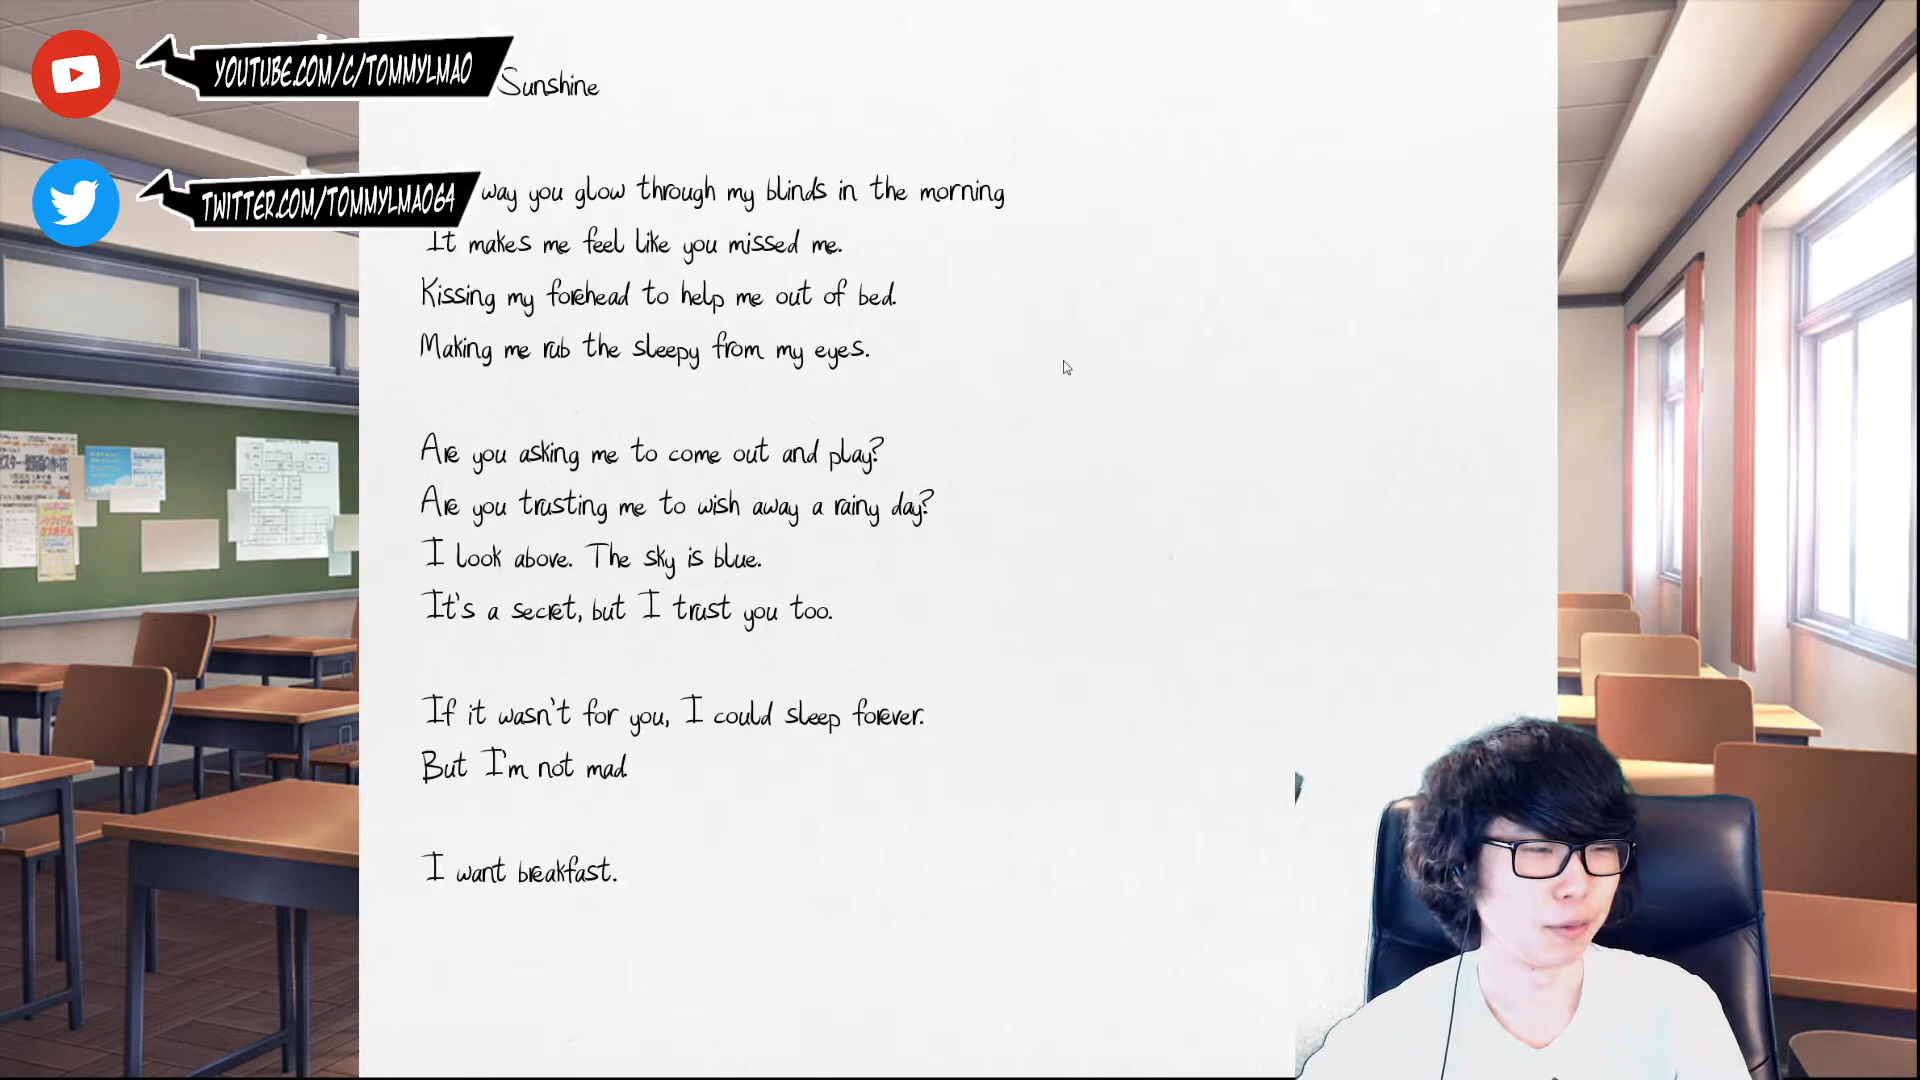 YOUTUBE.COM/C/TOMMYLMAO
TWITTER.COM/TOMMYLMAO64
Sunshine
way you glow through my blinds in the morning
It makes me feel like you missed me.
Kissing my forehead to help me out of bed.
Making me rub the sleepy from my eyes.
Are you asking me to come out and play?
Are you trusting me to wish away a rainy day?
I look above. The sky is blue.
It's a secret, but I trust you too.
If it wasn't for you, I could sleep forever.
But I'm not mad.
I want breakfast.